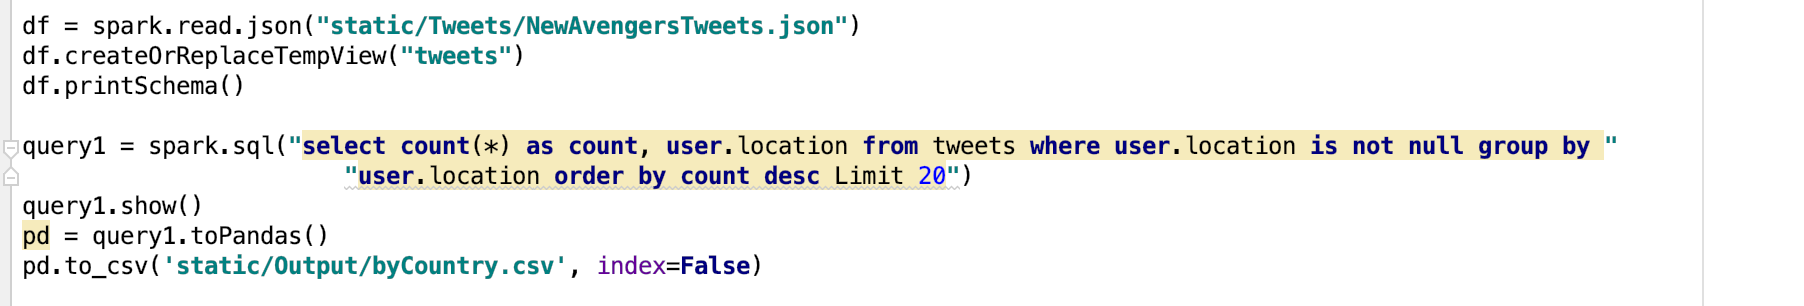 df = spark.read.json("static/Tweets/NewAvengersTweets.json")
df.createOrReplaceTempView("tweets")
df.printSchema()
query1 = spark.sql("select count(*) as count, user.location from tweets where user.location is not null group by "
"user.location order by count desc Limit 20")
query1.show()
pd = query1.toPandas()
pd.to_csv('static/Output/byCountry.csv', index=False)